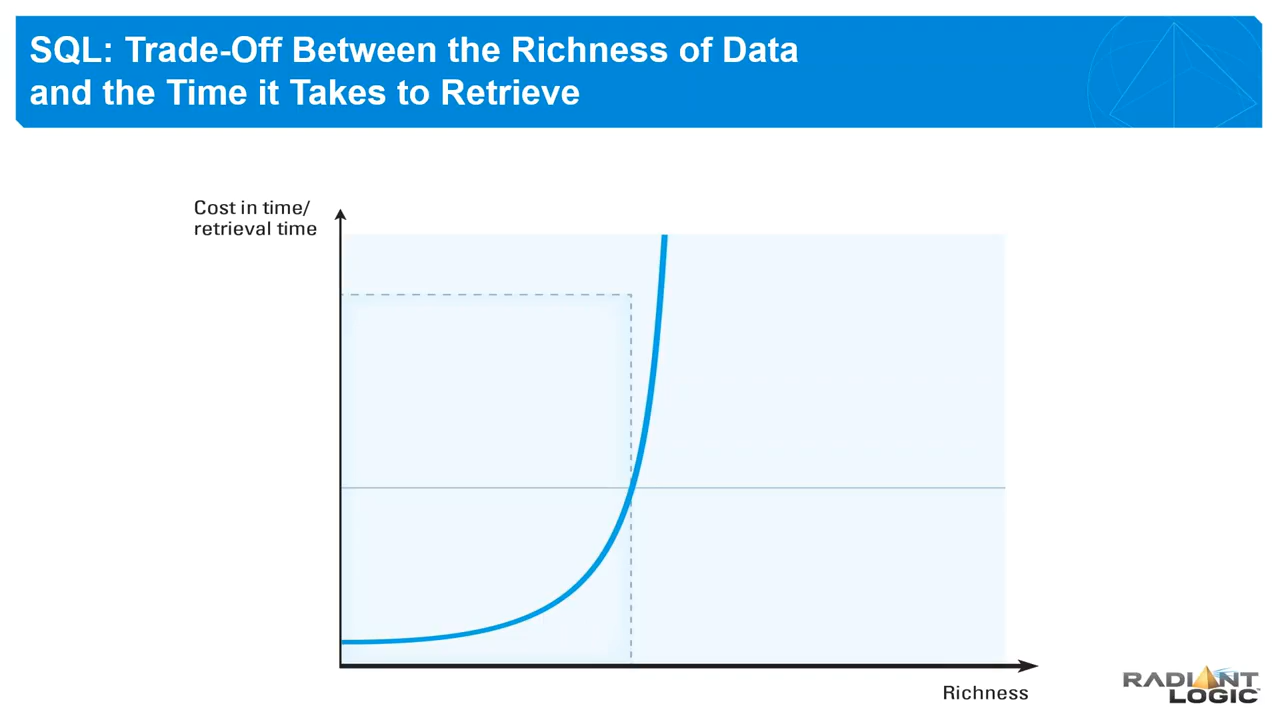 SQL: Trade-Off Between the Richness of Data
and the Time it Takes to Retrieve
Cost in time/
retrieval time
Richness
RADIANT
LOGIC